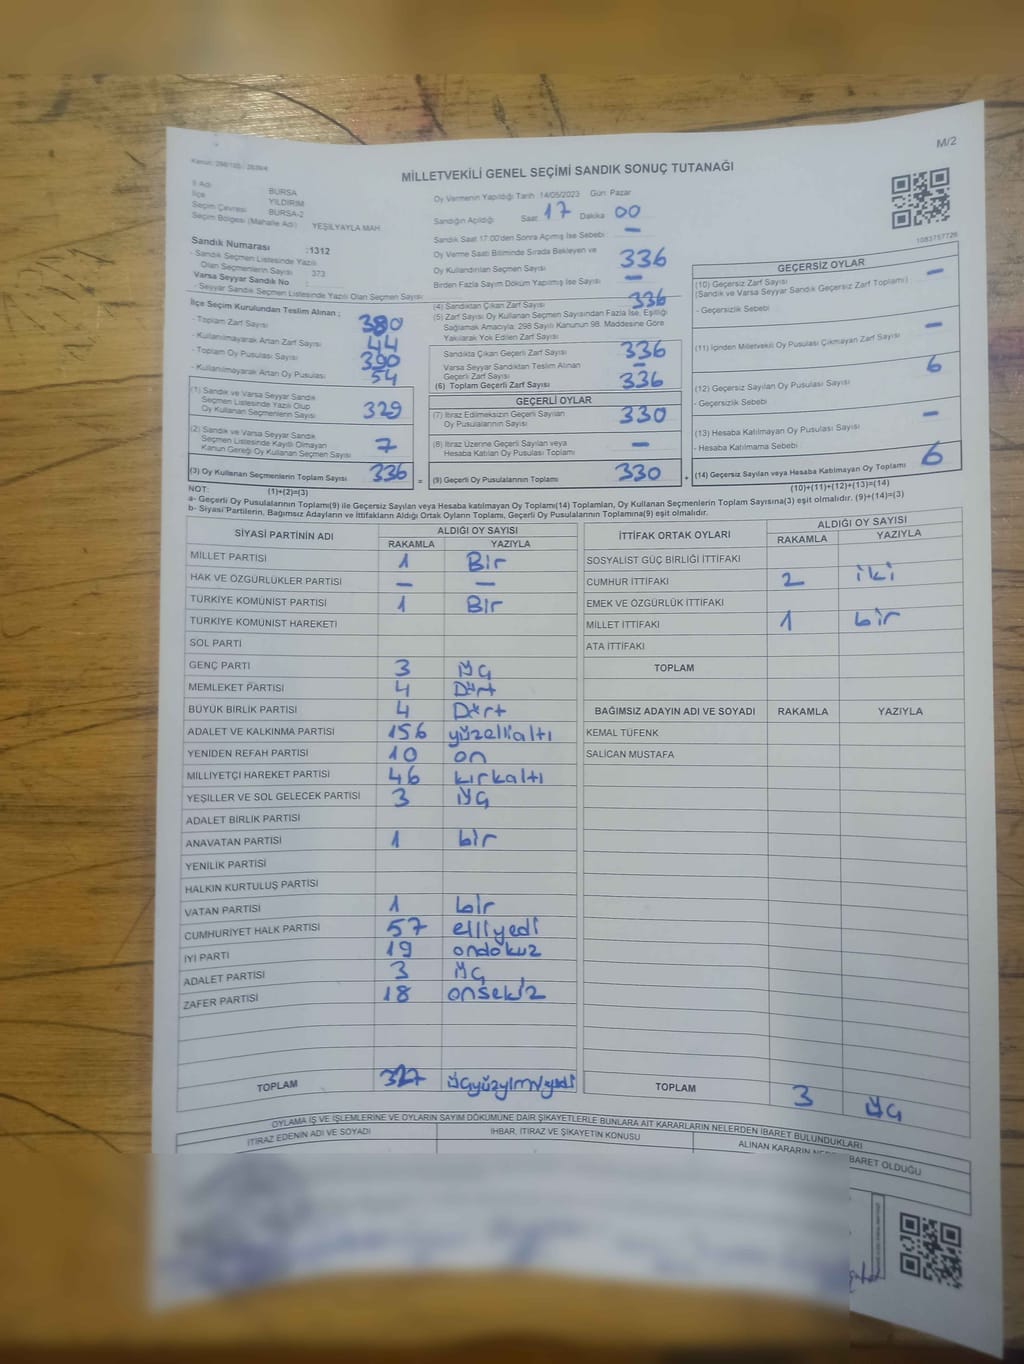 M/2
MİLLETVEKİLİ GENEL SEÇİMİ SANDIK SONUÇ TUTANAĞI
İl Adı BURSA
İlçe YILDIRIM
Seçim Çevresi BURSA-2
Seçim Bölgesi (Mahalle Adı) YEŞİLYAYLA MAH
Sandık Numarası :1312
- Sandık Seçmen Listesinde Yazılı
Olan Seçmenlerin Sayısı 373
Varsa Seyyar Sandık No :
- Seyyar Sandık Seçmen Listesinde Yazılı Olan Seçmen Sayısı
Oy Vermenin Yapıldığı Tarih 14/05/2023 Gün: Pazar
Sandığın Açıldığı Saat 17 Dakika 00
Sandık Saat 17:00'den Sonra Açımış İse Sebebi –
Oy Verme Saati Bitiminde Sırada Bekleyen ve
Oy Kullandırılan Seçmen Sayısı 336
Birden Fazla Sayım Döküm Yapılmış İse Sayısı –
1083757726
İlçe Seçim Kurulundan Teslim Alınan ;
- Toplam Zarf Sayısı 380
- Kullanılmayarak Artan Zarf Sayısı 44
- Toplam Oy Pusulası Sayısı 390
- Kullanılmayarak Artan Oy Pusulası 54
(1) Sandık ve Varsa Seyyar Sandık
Seçmen Listesinde Yazılı Olup
Oy Kullanan Seçmenlerin Sayısı 329
(2) Sandık ve Varsa Seyyar Sandık
Seçmen Listesinde Kayıtlı Olmayan
Kanun Gereği Oy Kullanan Seçmen Sayısı 7
(3) Oy Kullanan Seçmenlerin Toplam Sayısı 336
(1)+(2)=(3)
(4) Sandıktan Çıkan Zarf Sayısı 336
(5) Zarf Sayısı Oy Kullanan Seçmen Sayısından Fazla İse, Eşitliği
Sağlamak Amacıyla; 298 Sayılı Kanunun 98. Maddesine Göre
Yakılarak Yok Edilen Zarf Sayısı
Sandıkta Çıkan Geçerli Zarf Sayısı 336
Varsa Seyyar Sandıktan Teslim Alınan
Geçerli Zarf Sayısı –
(6) Toplam Geçerli Zarf Sayısı 336
GEÇERLİ OYLAR
(7) İtiraz Edilmeksizin Geçerli Sayılan
Oy Pusulalarının Sayısı 330
(8) İtiraz Üzerine Geçerli Sayılan veya
Hesaba Katılan Oy Pusulası Toplamı –
= (9) Geçerli Oy Pusulalarının Toplamı 330
GEÇERSİZ OYLAR
(10) Geçersiz Zarf Sayısı –
(Sandık ve Varsa Seyyar Sandık Geçersiz Zarf Toplamı)
- Geçersizlik Sebebi
(11) İçinden Milletvekili Oy Pusulası Çıkmayan Zarf Sayısı –
(12) Geçersiz Sayılan Oy Pusulası Sayısı 6
- Geçersizlik Sebebi
(13) Hesaba Katılmayan Oy Pusulası Sayısı –
- Hesaba Katılmama Sebebi
+ (14) Geçersiz Sayılan veya Hesaba Katılmayan Oy Toplamı 6
(10)+(11)+(12)+(13)=(14)
NOT:
a- Geçerli Oy Pusulalarının Toplamı(9) ile Geçersiz Sayılan veya Hesaba katılmayan Oy Toplamı(14) Toplamları, Oy Kullanan Seçmenlerin Toplam Sayısına(3) eşit olmalıdır. (9)+(14)=(3)
b- Siyasi Partilerin, Bağımsız Adayların ve İttifakların Aldığı Ortak Oyların Toplamı, Geçerli Oy Pusulalarının Toplamına(9) eşit olmalıdır.
SİYASİ PARTİNİN ADI ALDIĞI OY SAYISI
RAKAMLA YAZIYLA
MİLLET PARTİSİ 1 Bir
HAK VE ÖZGÜRLÜKLER PARTİSİ – –
TÜRKİYE KOMÜNİST PARTİSİ 1 Bir
TÜRKİYE KOMÜNİST HAREKETİ
SOL PARTİ
GENÇ PARTİ 3 üç
MEMLEKET PARTİSİ 4 Dört
BÜYÜK BİRLİK PARTİSİ 4 Dört
ADALET VE KALKINMA PARTİSİ 156 yüzellialtı
YENİDEN REFAH PARTİSİ 10 on
MİLLİYETÇİ HAREKET PARTİSİ 46 kırkaltı
YEŞİLLER VE SOL GELECEK PARTİSİ 3 üç
ADALET BİRLİK PARTİSİ
ANAVATAN PARTİSİ 1 bir
YENİLİK PARTİSİ
HALKIN KURTULUŞ PARTİSİ
VATAN PARTİSİ 1 bir
CUMHURİYET HALK PARTİSİ 57 elliyedi
İYİ PARTİ 19 ondokuz
ADALET PARTİSİ 3 üç
ZAFER PARTİSİ 18 onsekiz
TOPLAM 327 üçyüzyirmiyedi
İTTİFAK ORTAK OYLARI ALDIĞI OY SAYISI
RAKAMLA YAZIYLA
SOSYALİST GÜÇ BİRLİĞİ İTTİFAKI
CUMHUR İTTİFAKI 2 iki
EMEK VE ÖZGÜRLÜK İTTİFAKI
MİLLET İTTİFAKI 1 bir
ATA İTTİFAKI
TOPLAM
BAĞIMSIZ ADAYIN ADI VE SOYADI RAKAMLA YAZIYLA
KEMAL TÜFENK
SALİCAN MUSTAFA
TOPLAM 3 üç
OYLAMA İŞ VE İŞLEMLERİNE VE OYLARIN SAYIM DÖKÜMÜNE DAİR ŞİKAYETLERLE BUNLARA AİT KARARLARIN NELERDEN İBARET BULUNDUKLARI
İTİRAZ EDENİN ADI VE SOYADI İHBAR, İTİRAZ VE ŞİKAYETİN KONUSU ALINAN KARARIN İBARET OLDUĞU